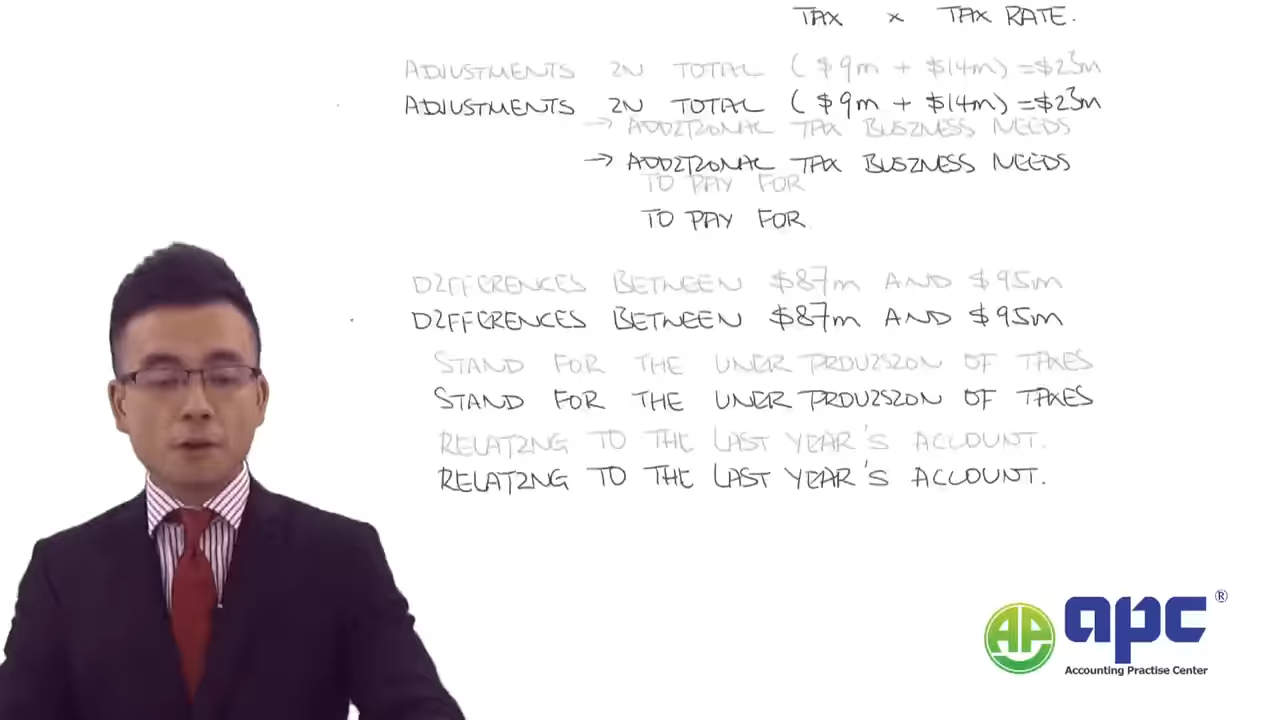 TAX x TAX RATE.
ADJUSTMENTS IN TOTAL ($9m + $14m) = $23m
ADJUSTMENTS IN TOTAL ($9m + $14m) = $23m
→ ADDITIONAL TAX BUSINESS NEEDS
→ ADDITIONAL TAX BUSINESS NEEDS
TO PAY FOR
TO PAY FOR
DIFFERENCES BETWEEN $87m AND $95m
DIFFERENCES BETWEEN $87m AND $95m
STAND FOR THE UNER PROVISION OF TAXES
STAND FOR THE UNER PROVISION OF TAXES
RELATING TO THE LAST YEAR'S ACCOUNT.
RELATING TO THE LAST YEAR'S ACCOUNT.
AP apc ®
Accounting Practise Center